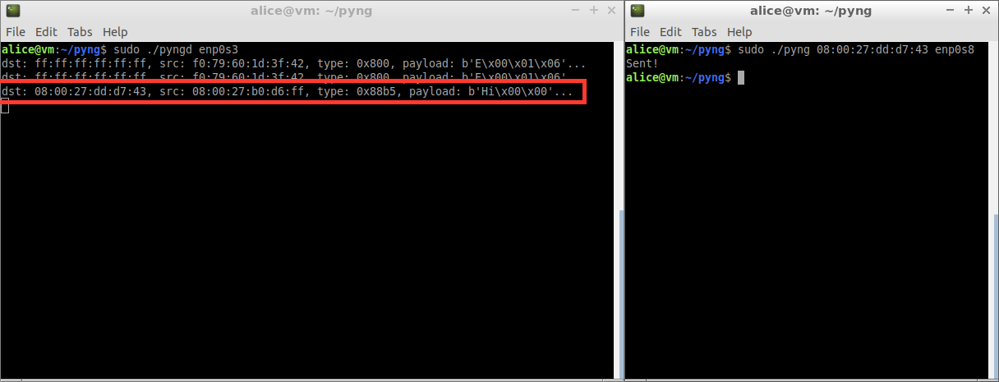 alice@vm: ~/pyng
File Edit Tabs Help
alice@vm:~/pyng$ sudo ./pyngd enp0s3
dst: ff:ff:ff:ff:ff:ff, src: f0:79:60:1d:3f:42, type: 0x800, payload: b'E\x00\x01\x06'...
dst: ff:ff:ff:ff:ff:ff, src: f0:79:60:1d:3f:42, type: 0x800, payload: b'E\x00\x01\x06'
dst: 08:00:27:dd:d7:43, src: 08:00:27:b0:d6:ff, type: 0x88b5, payload: b'Hi\x00\x00'...
alice@vm: ~/pyng
File Edit Tabs Help
alice@vm:~/pyng$ sudo ./pyng 08:00:27:dd:d7:43 enp0s8
Sent!
alice@vm:~/pyng$